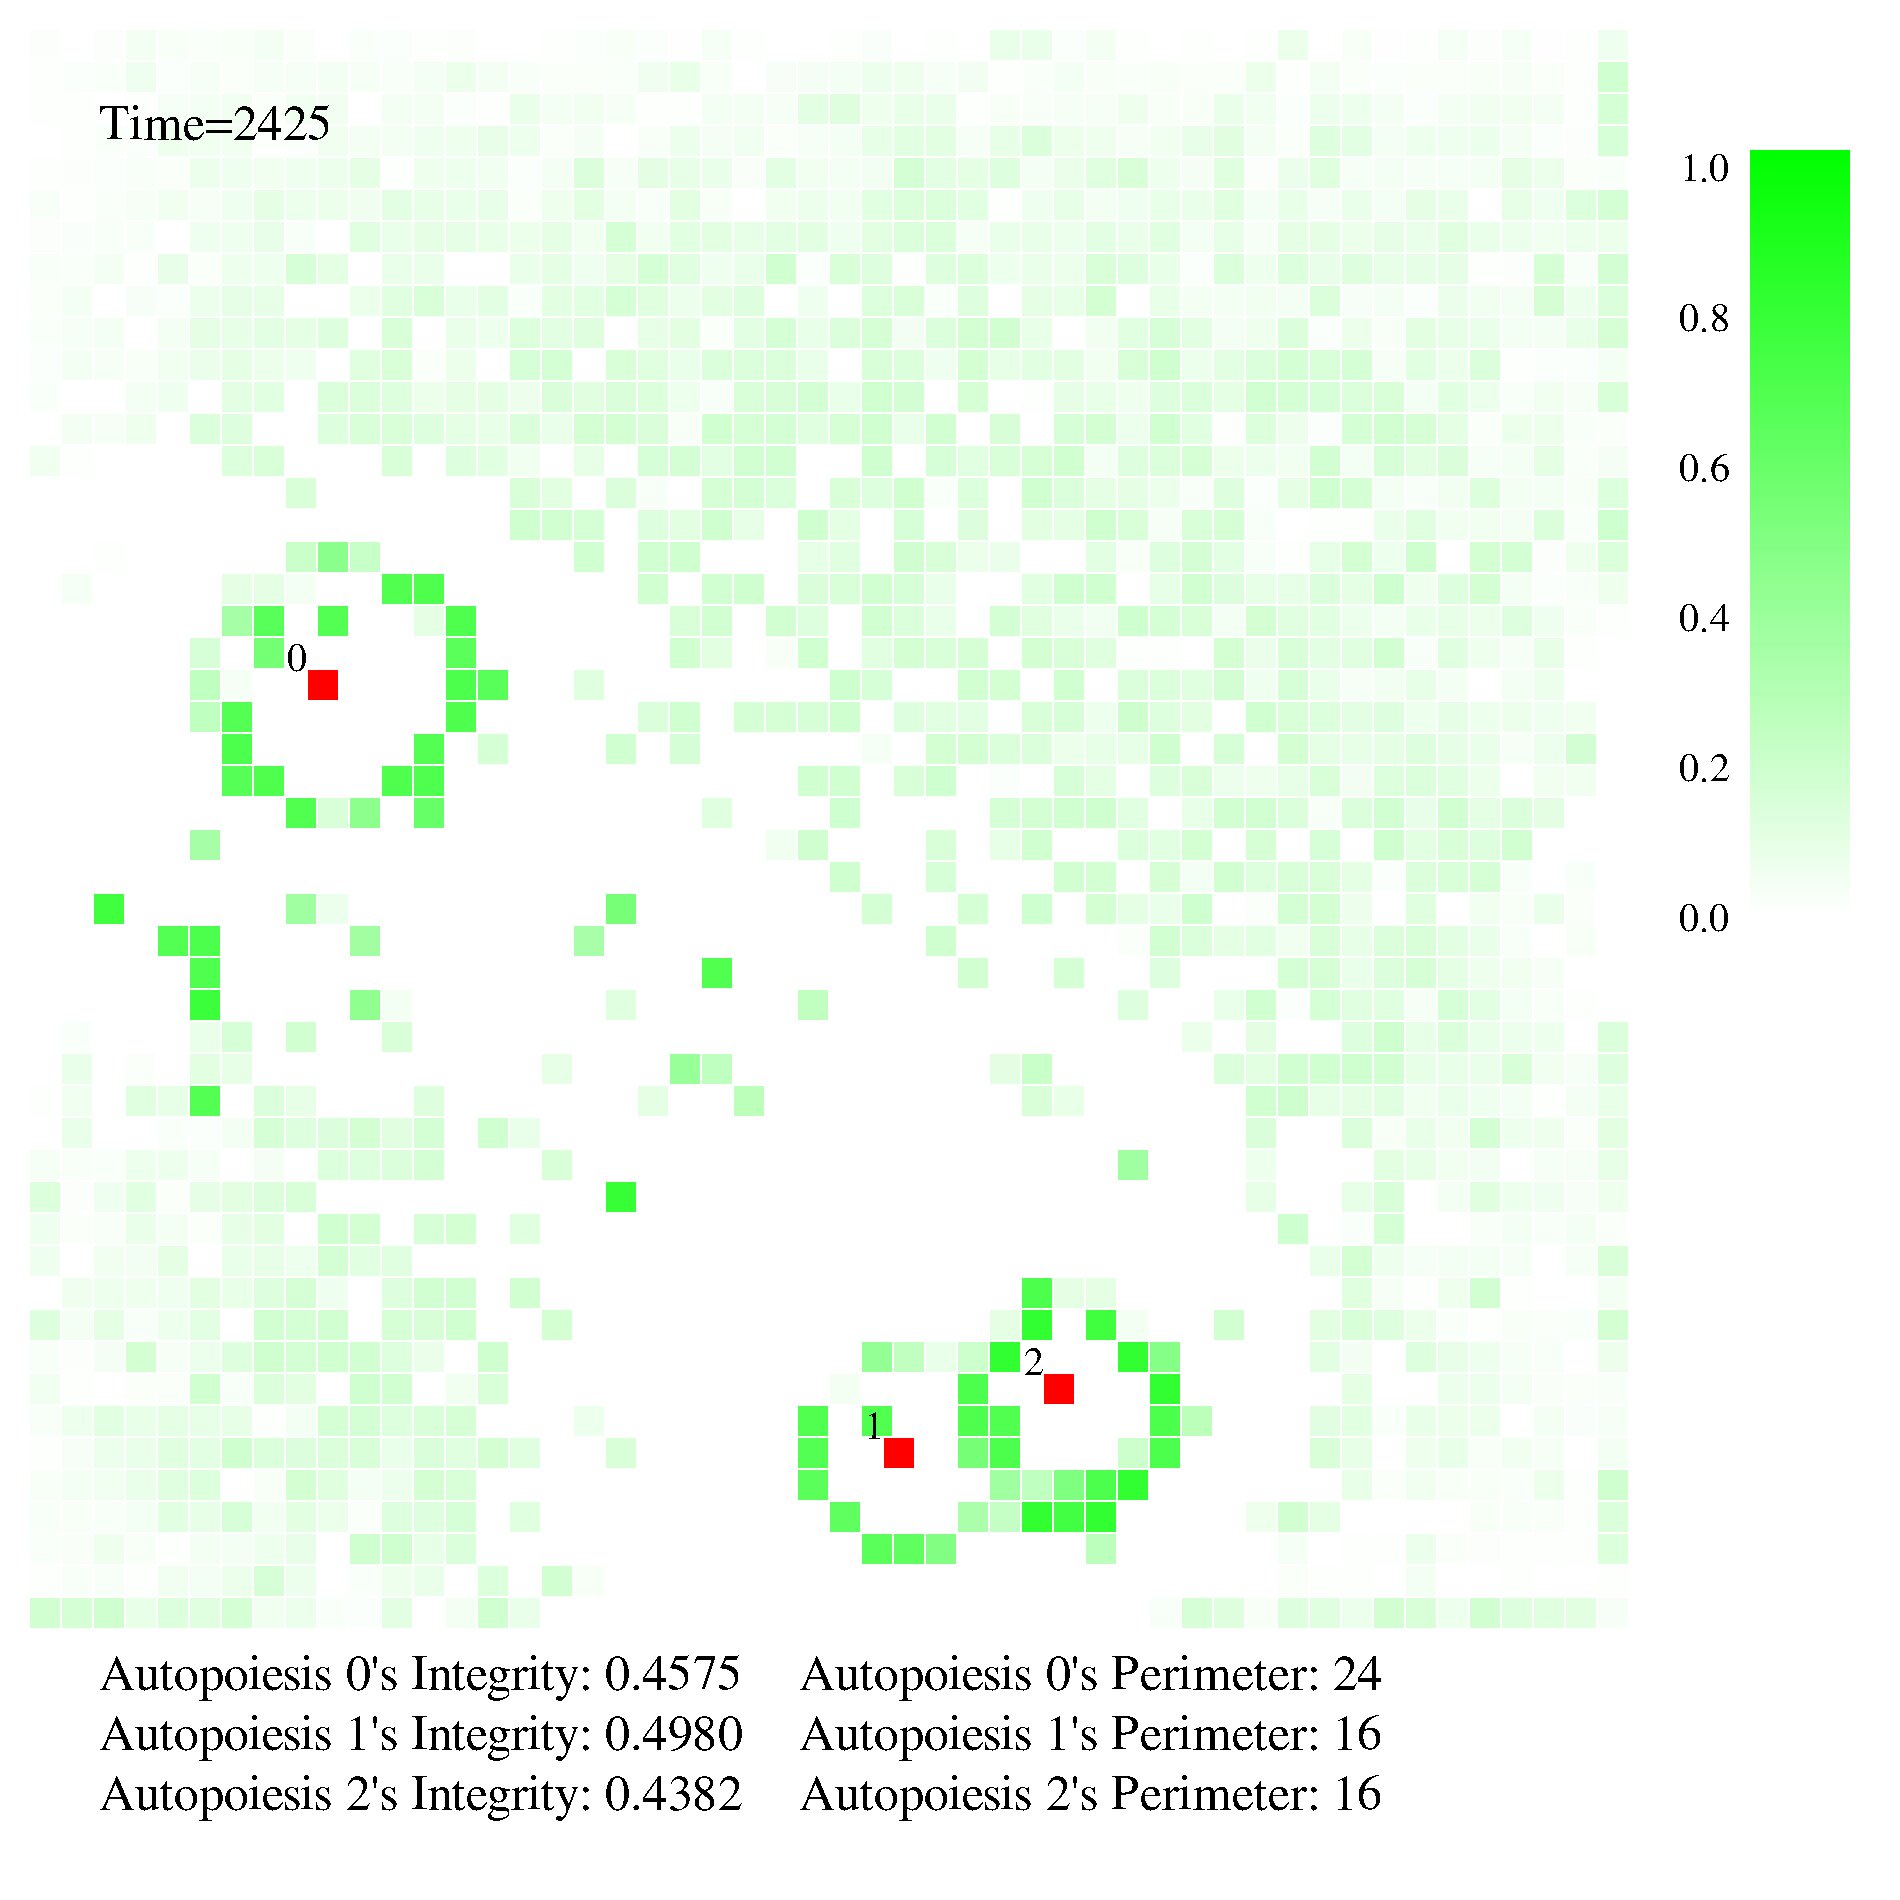 Time=2425
1.0
0.8
0.6
0.4
0.2
0.0
0
2
1
Autopoiesis 0's Integrity: 0.4575 Autopoiesis 0's Perimeter: 24
Autopoiesis 1's Integrity: 0.4980 Autopoiesis 1's Perimeter: 16
Autopoiesis 2's Integrity: 0.4382 Autopoiesis 2's Perimeter: 16